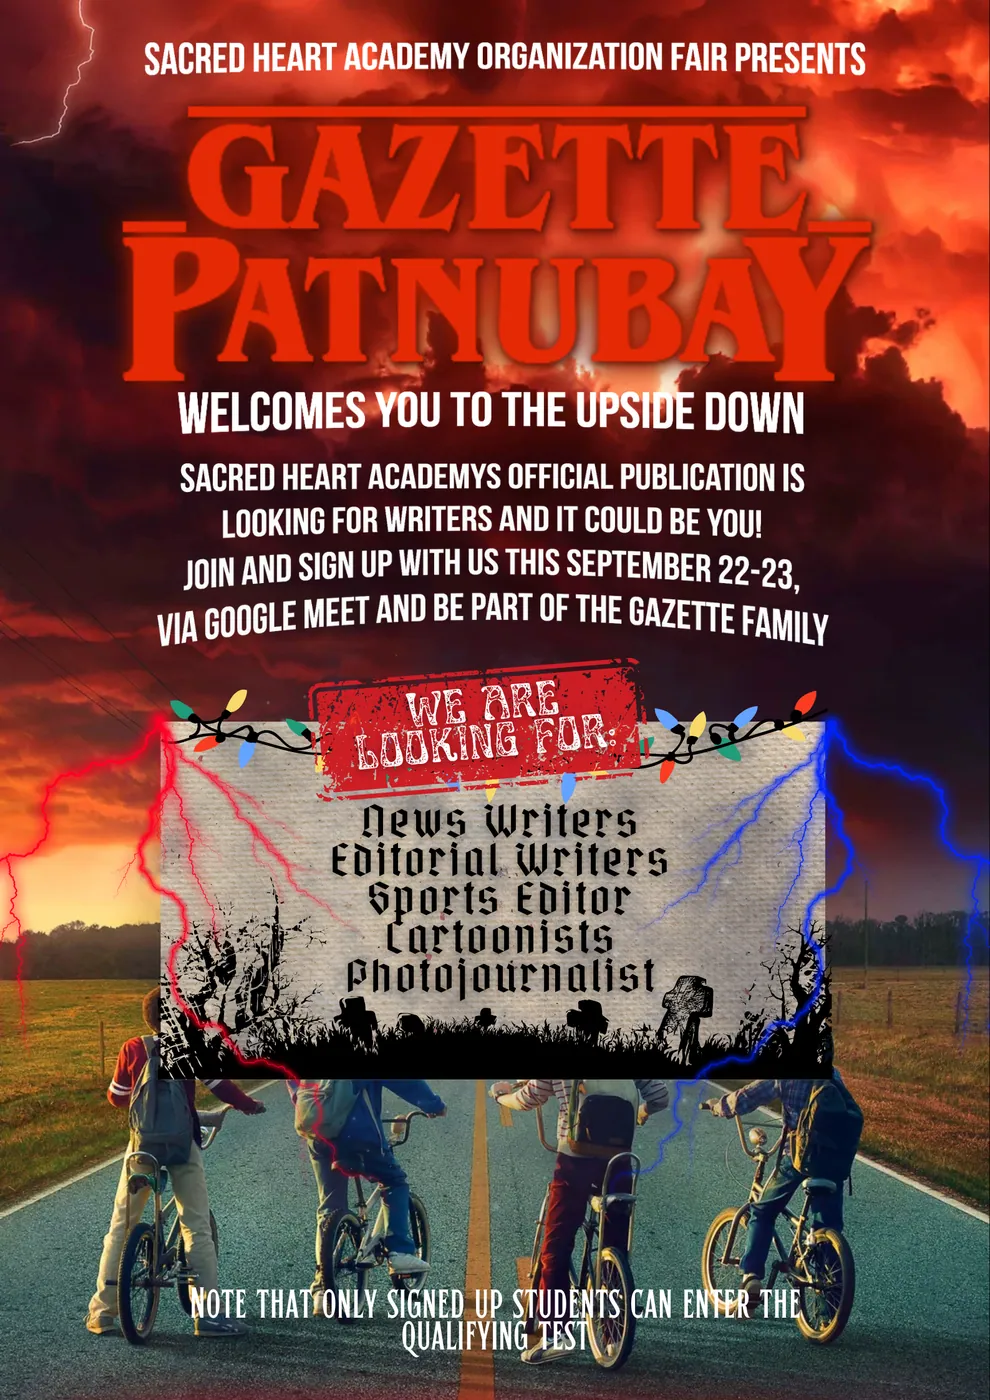 SACRED HEART ACADEMY ORGANIZATION FAIR PRESENTS
GAZETTE
PATNUBAY
WELCOMES YOU TO THE UPSIDE DOWN
SACRED HEART ACADEMYS OFFICIAL PUBLICATION IS
LOOKING FOR WRITERS AND IT COULD BE YOU!
JOIN AND SIGN UP WITH US THIS SEPTEMBER 22-23,
VIA GOOGLE MEET AND BE PART OF THE GAZETTE FAMILY
WE ARE
LOOKING FOR:
News Writers
Editorial Writers
Sports Editor
Cartoonists
Photojournalist
NOTE THAT ONLY SIGNED UP STUDENTS CAN ENTER THE
QUALIFYING TEST